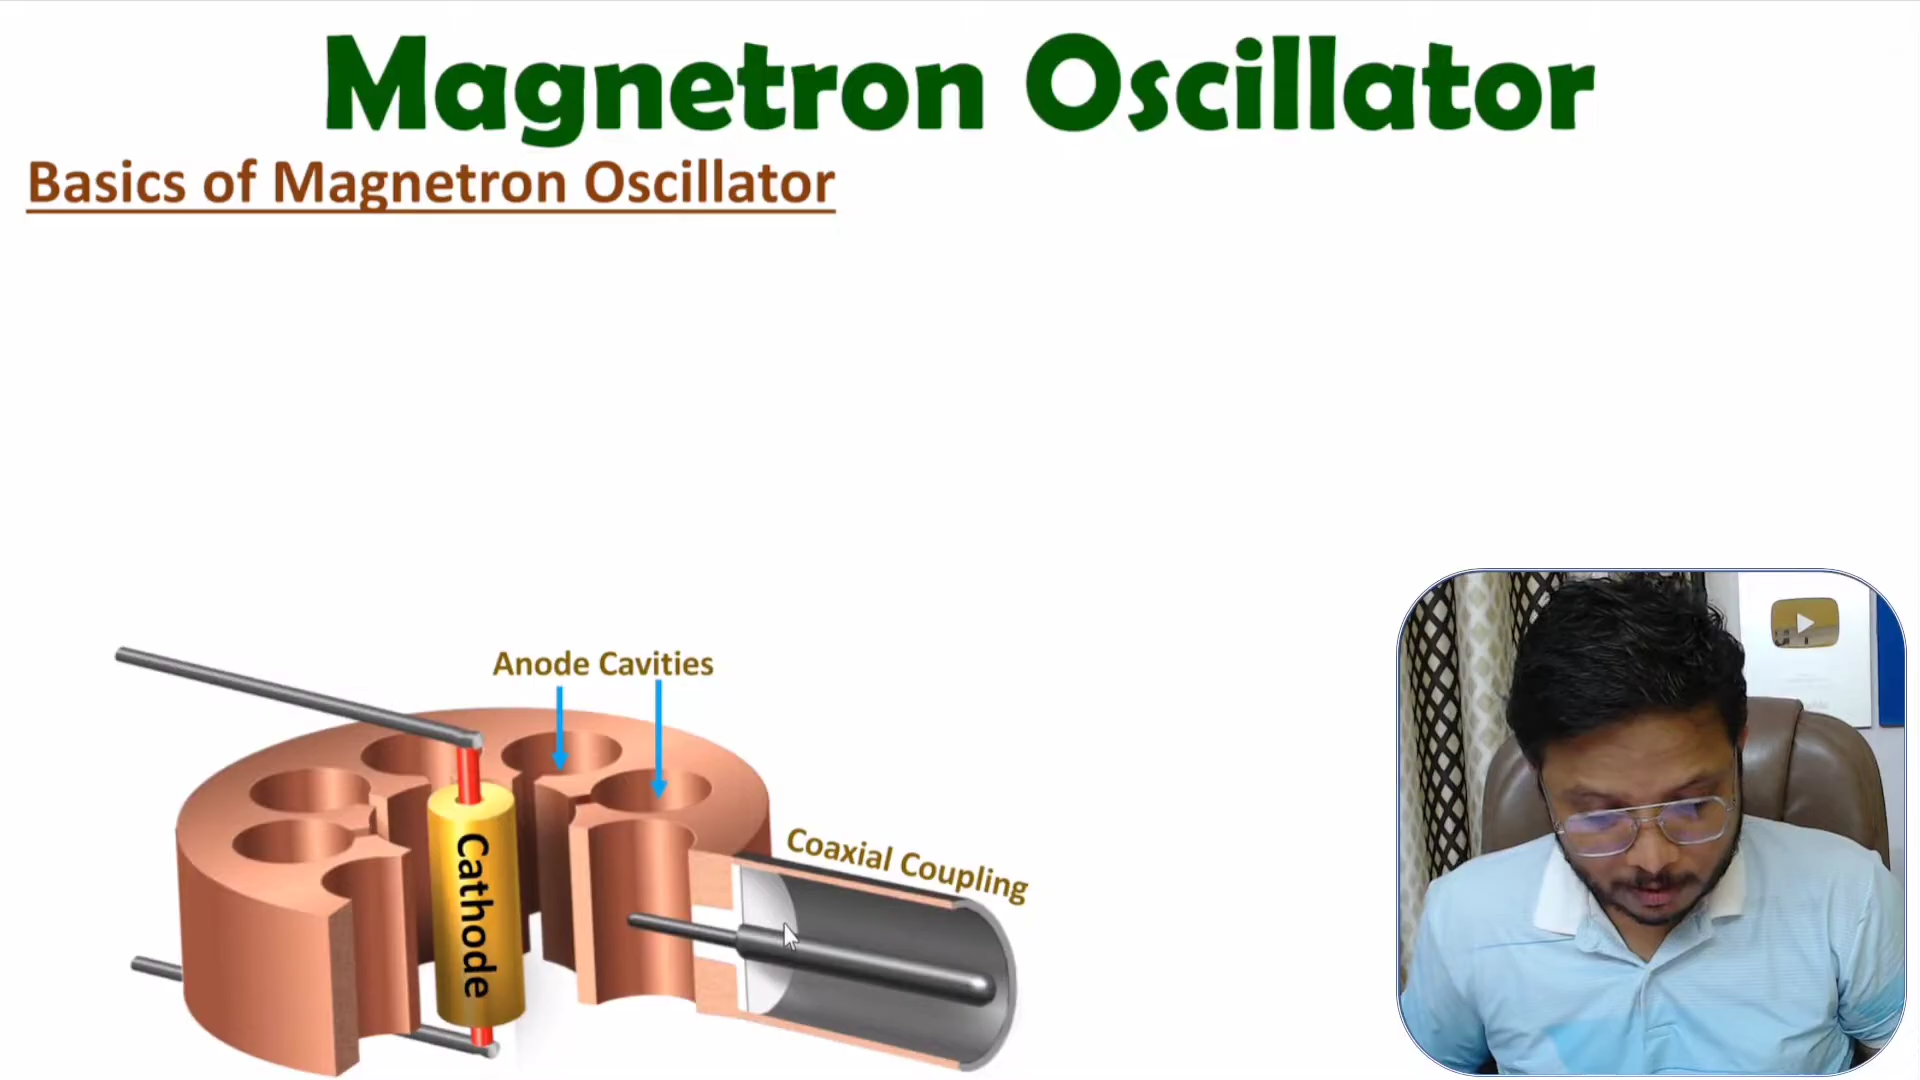 Magnetron Oscillator
Basics of Magnetron Oscillator
Anode Cavities
Coaxial Coupling
Cathode